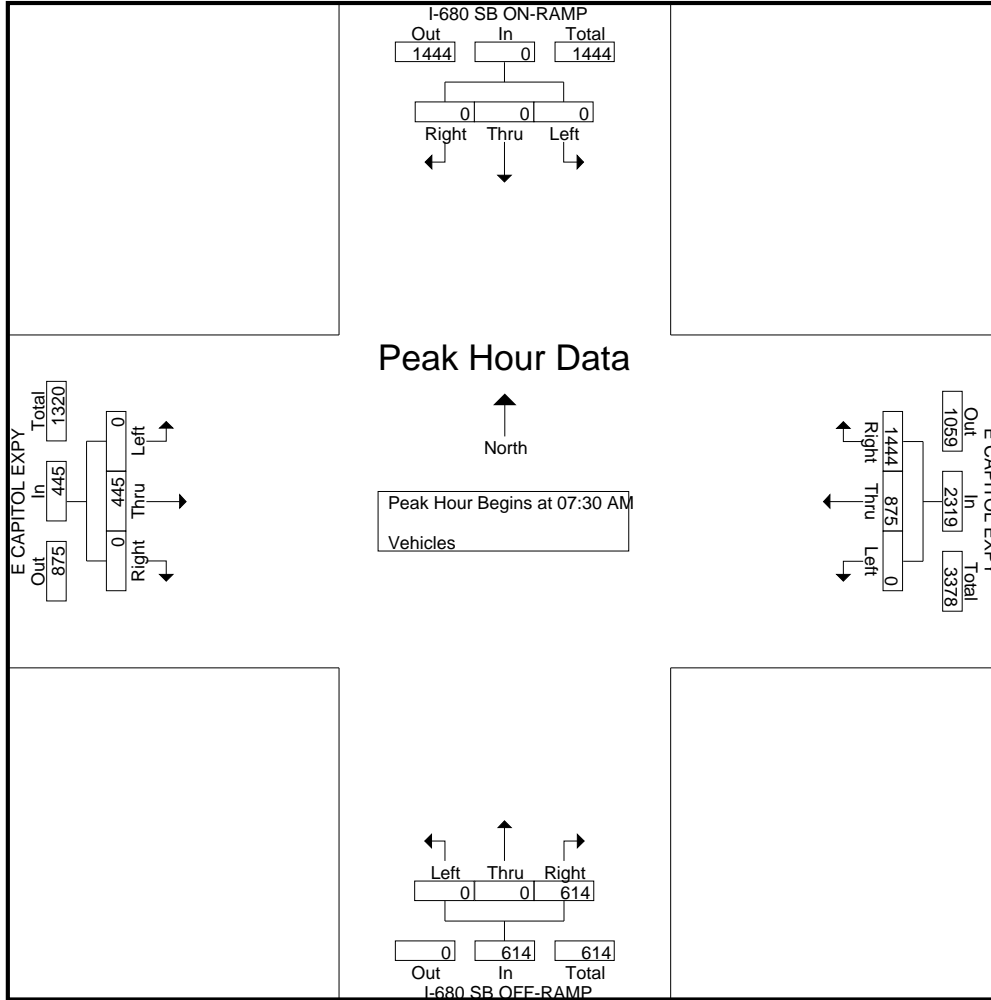 I-680 SB ON-RAMP
Out In Total
1444 0 1444
0 0 0
Right Thru Left
Peak Hour Data
North
Peak Hour Begins at 07:30 AM
Vehicles
E CAPITOL EXPY
Out In Total
875 445 1320
Left Thru Right
0 445 0
E CAPITOL EXPY
Out In Total
1059 2319 3378
1444 875 0
Right Thru Left
Left Thru Right
0 0 614
0 614 614
Out In Total
I-680 SB OFF-RAMP